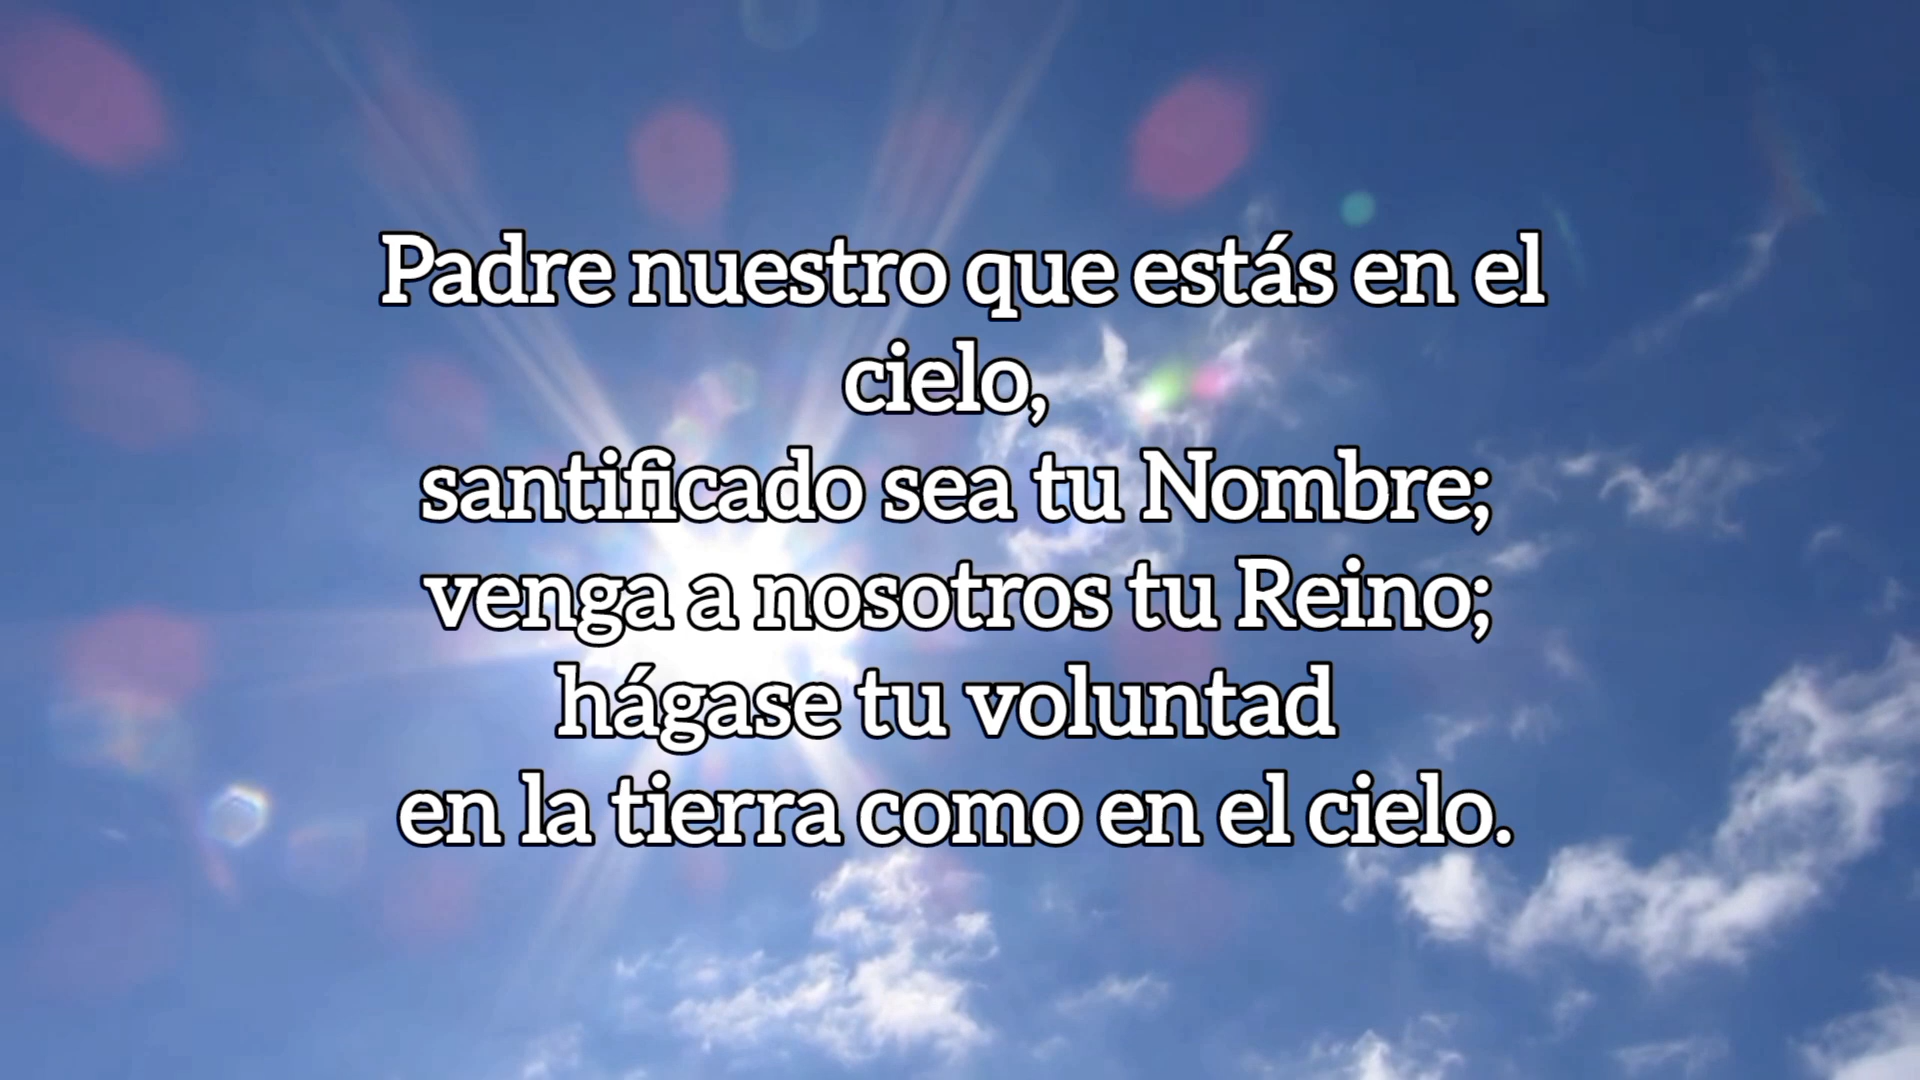 Padre nuestro que estás en el
cielo,
santificado sea tu Nombre;
venga a nosotros tu Reino;
hágase tu voluntad
en la tierra como en el cielo.